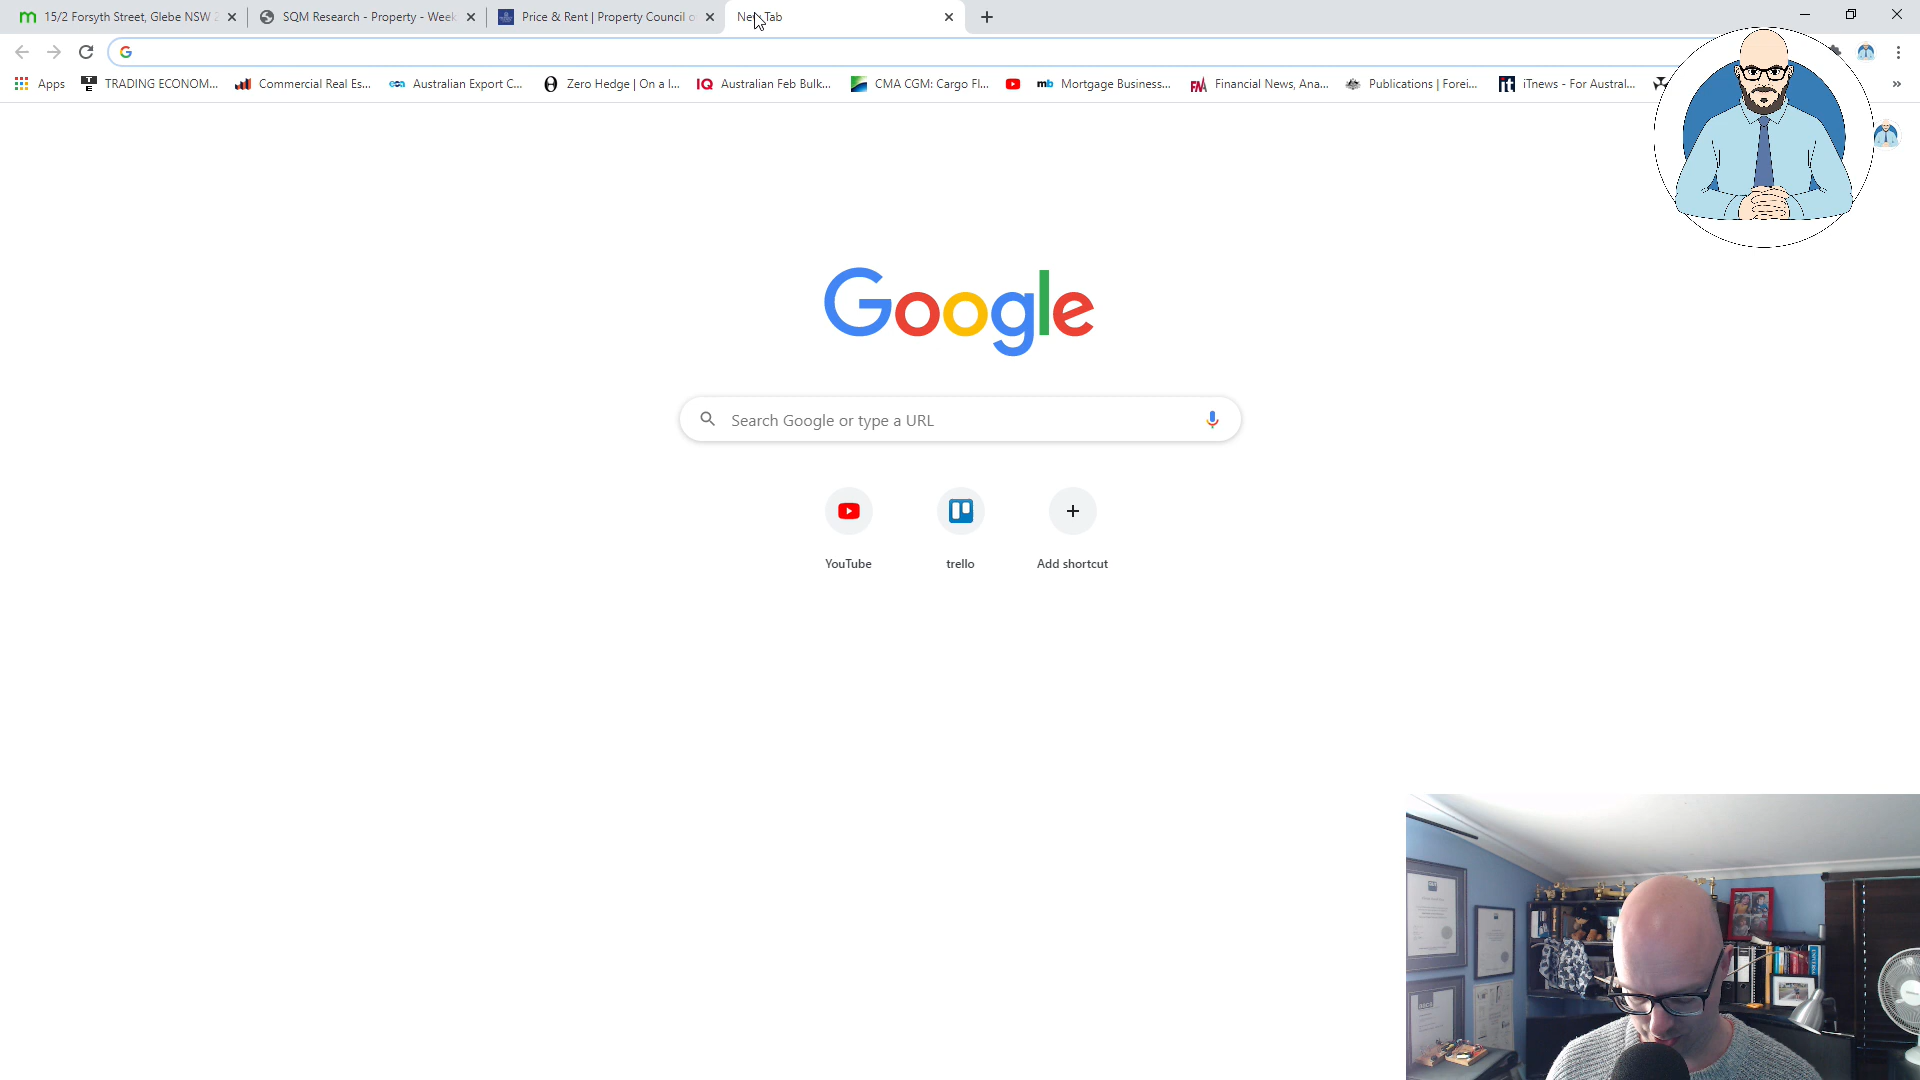 15/2 Forsyth Street, Glebe NSW
SQM Research - Property - Week
Price & Rent | Property Council o
New Tab
Apps
TRADING ECONOM...
Commercial Real Es...
Australian Export C...
Zero Hedge | On a l...
Australian Feb Bulk...
CMA CGM: Cargo Fl...
Mortgage Business...
Financial News, Ana...
Publications | Forei...
iTnews - For Austral...
Google
Search Google or type a URL
YouTube
trello
Add shortcut